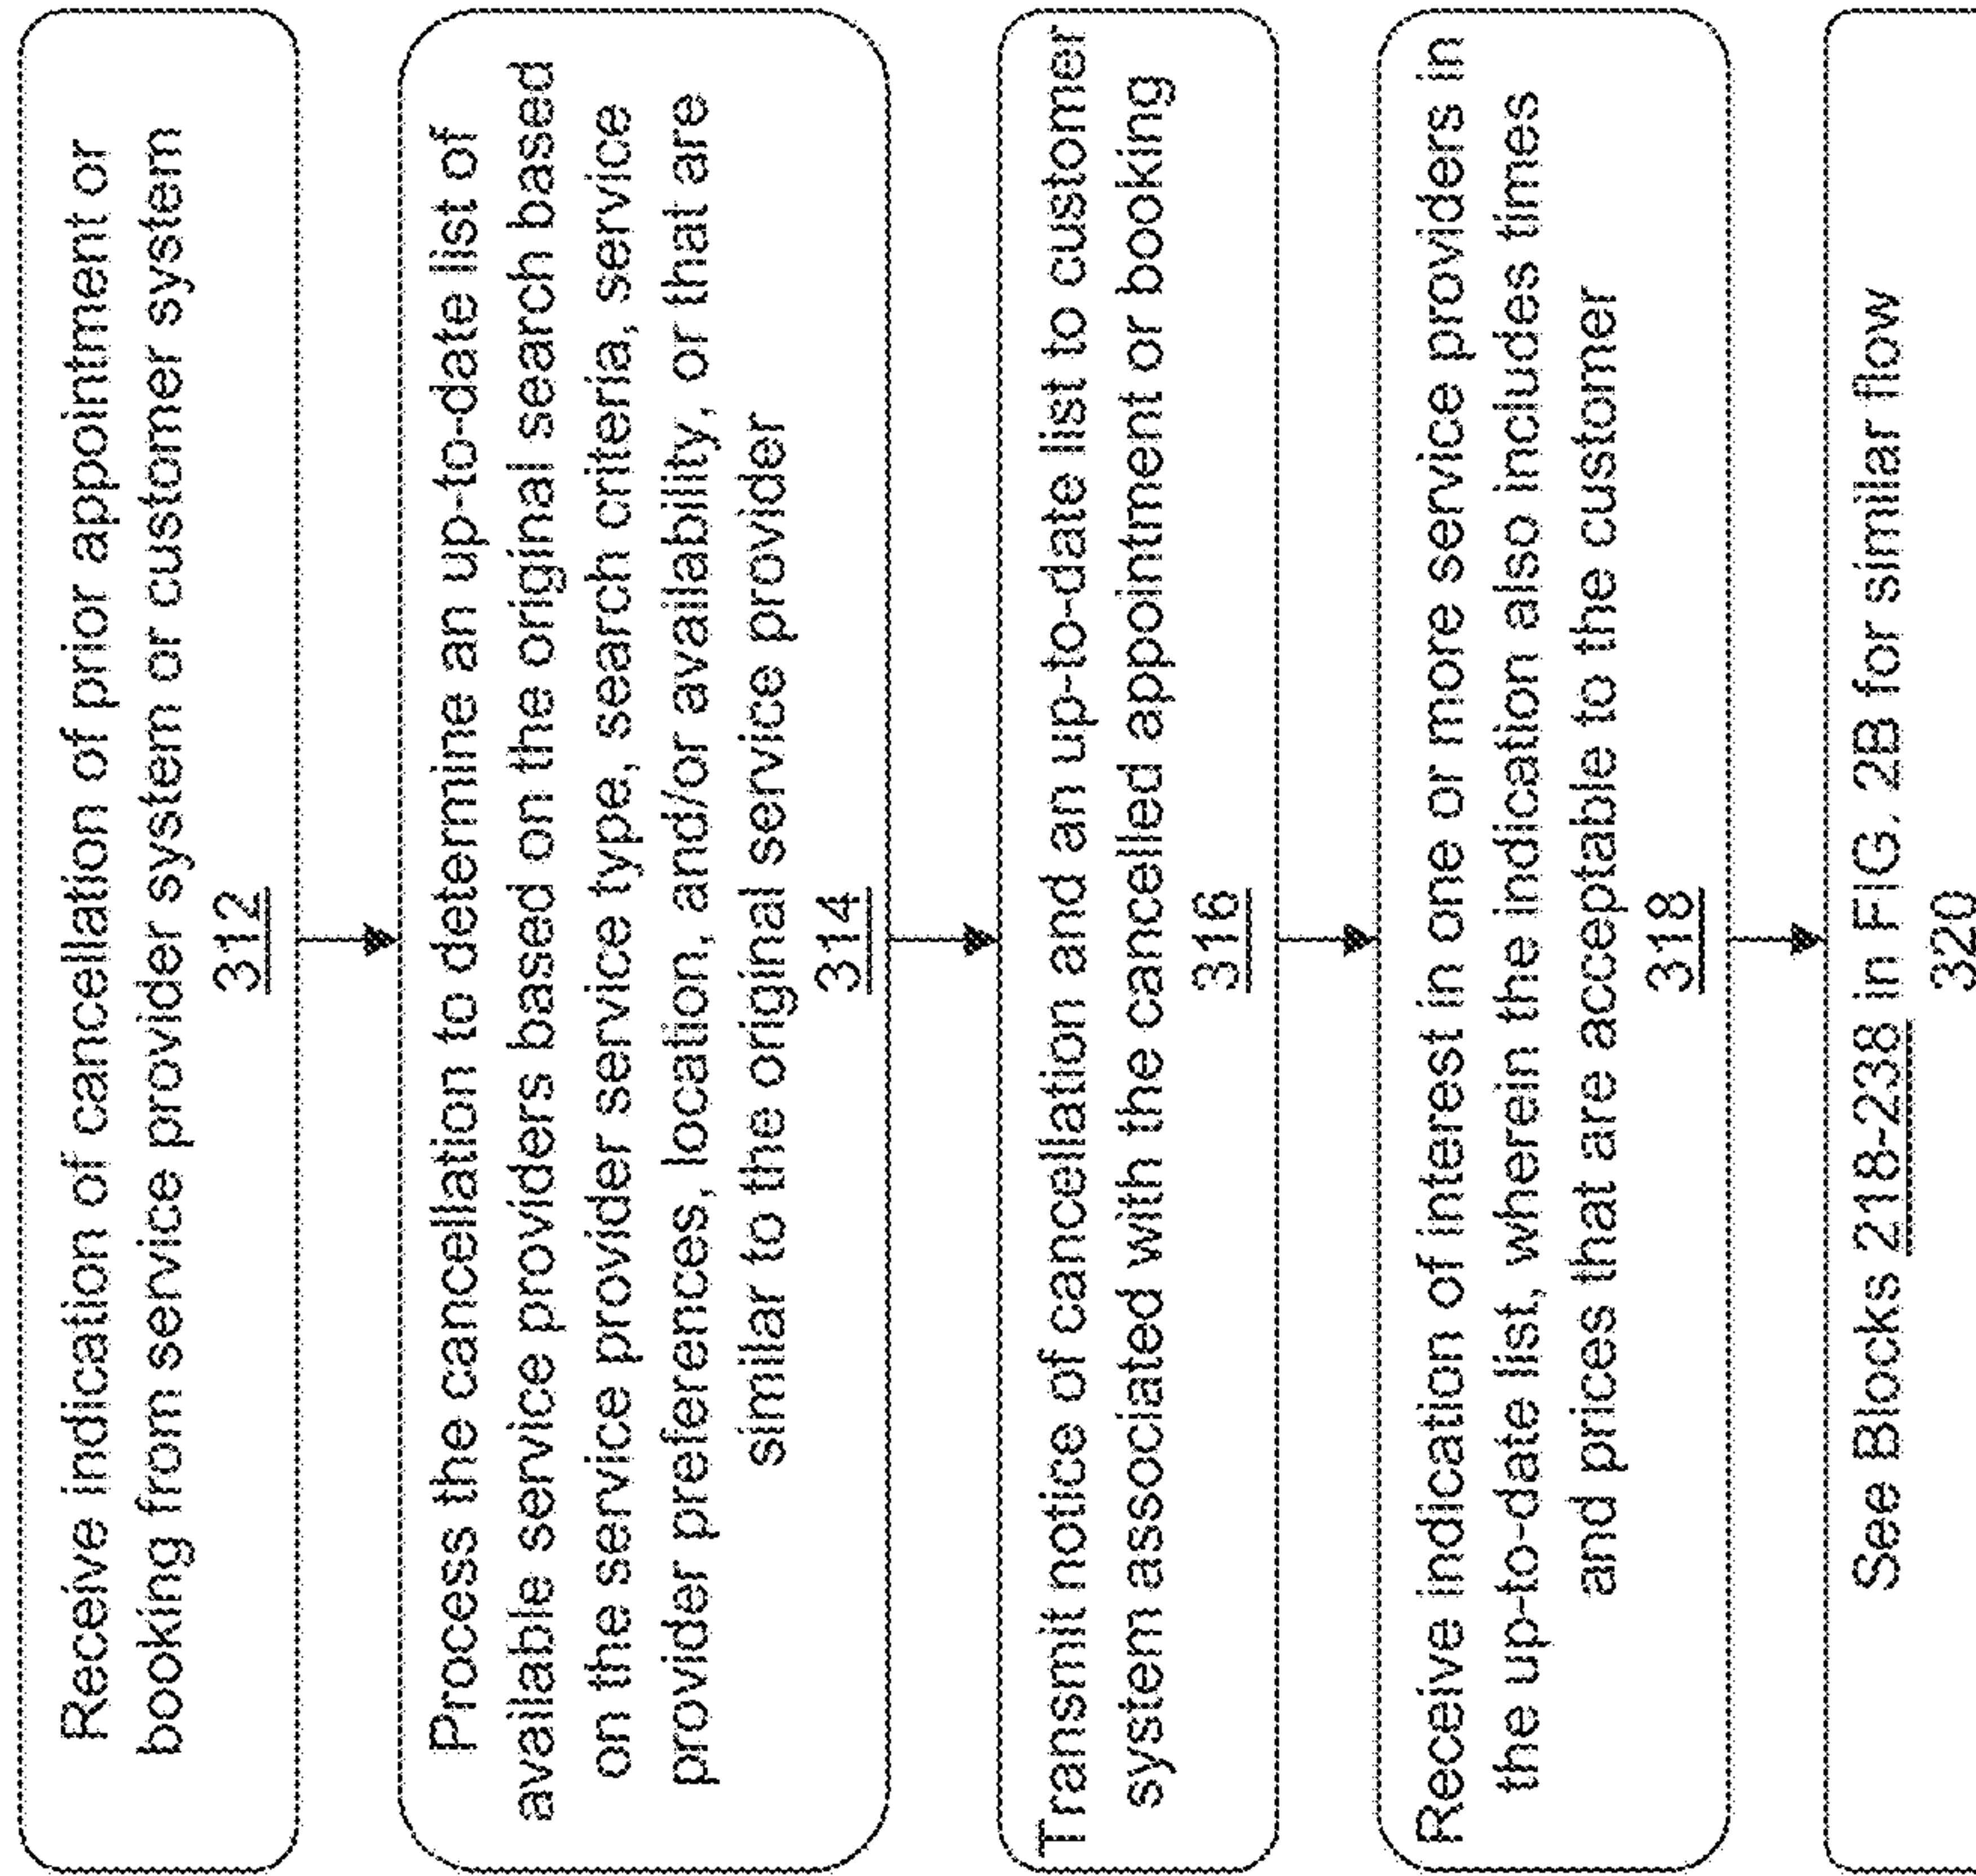 Receive indication of cancellation of prior appointment or
booking from service provider system or customer system
312
Process the cancellation to determine an up-to-date list of
available service providers based on the original search based
on the service provider service type, search criteria, service
provider preferences, location, and/or availability, or that are
similar to the original service provider
314
Transmit notice of cancellation and an up-to-date list to customer
system associated with the cancelled appointment or booking
316
Receive indication of interest in one or more service providers in
the up-to-date list, wherein the indication also includes times
and prices that are acceptable to the customer
318
See Blocks 218-238 in FIG. 2B for similar flow
320